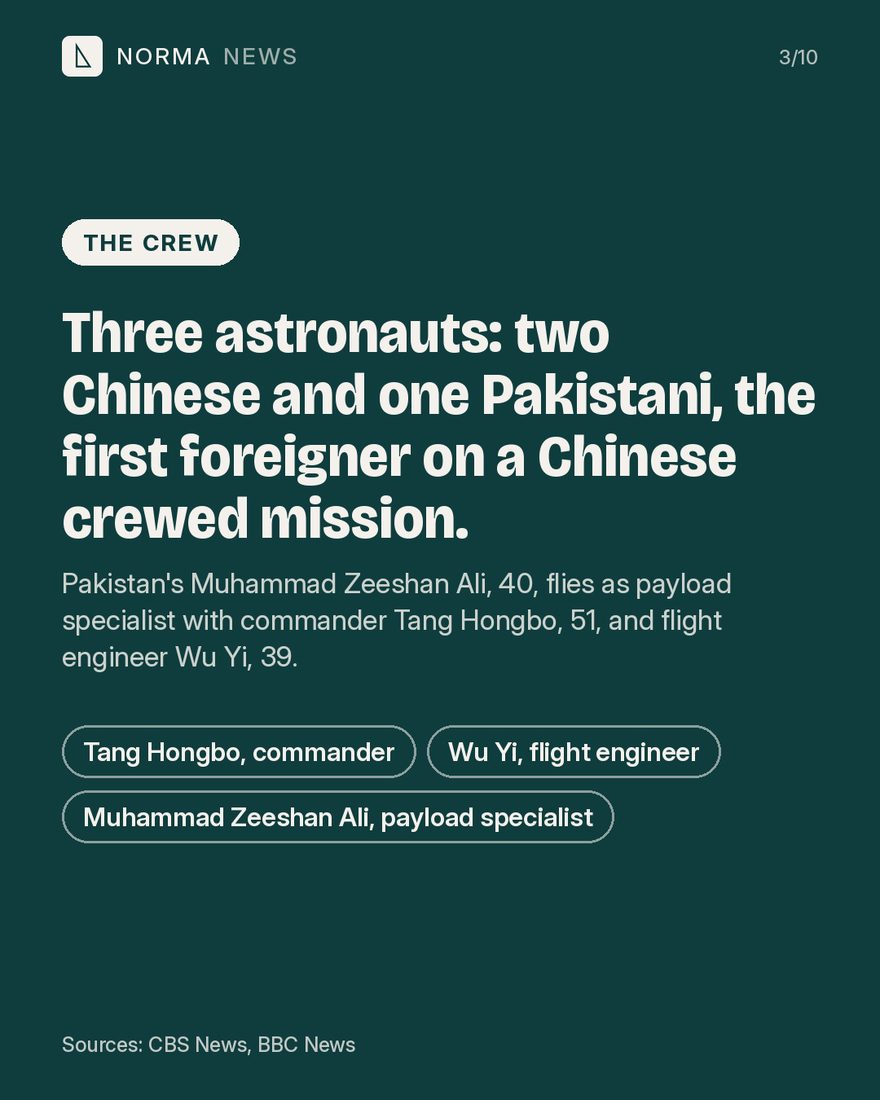 NORMA NEWS
3/10
THE CREW
Three astronauts: two
Chinese and one Pakistani, the
first foreigner on a Chinese
crewed mission.
Pakistan's Muhammad Zeeshan Ali, 40, flies as payload
specialist with commander Tang Hongbo, 51, and flight
engineer Wu Yi, 39.
Tang Hongbo, commander
Wu Yi, flight engineer
Muhammad Zeeshan Ali, payload specialist
Sources: CBS News, BBC News